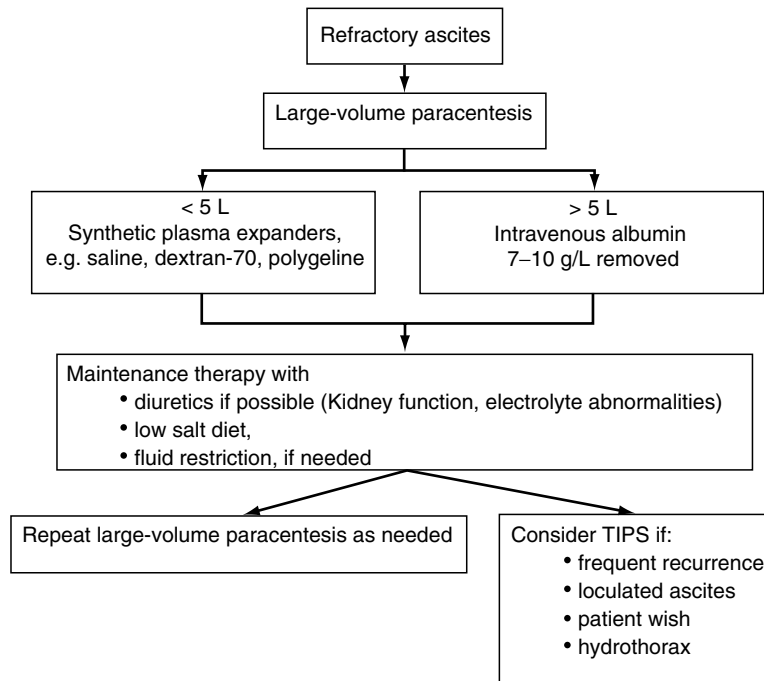 Refractory ascites
Large-volume paracentesis
< 5 L
Synthetic plasma expanders,
e.g. saline, dextran-70, polygeline
> 5 L
Intravenous albumin
7–10 g/L removed
Maintenance therapy with
• diuretics if possible (Kidney function, electrolyte abnormalities)
• low salt diet,
• fluid restriction, if needed
Repeat large-volume paracentesis as needed
Consider TIPS if:
• frequent recurrence
• loculated ascites
• patient wish
• hydrothorax